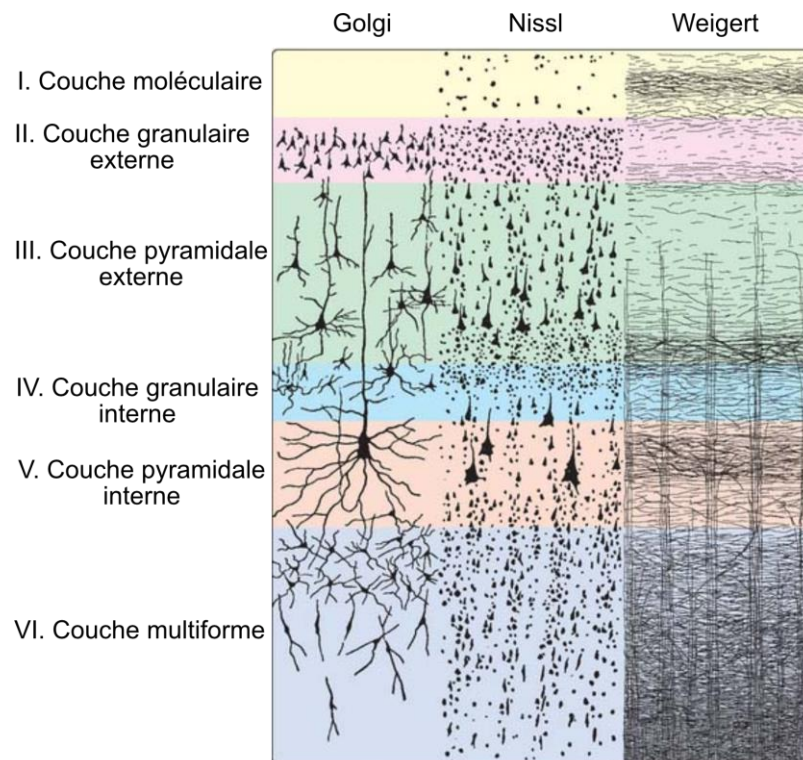 Golgi Nissl Weigert
I. Couche moléculaire
II. Couche granulaire
externe
III. Couche pyramidale
externe
IV. Couche granulaire
interne
V. Couche pyramidale
interne
VI. Couche multiforme